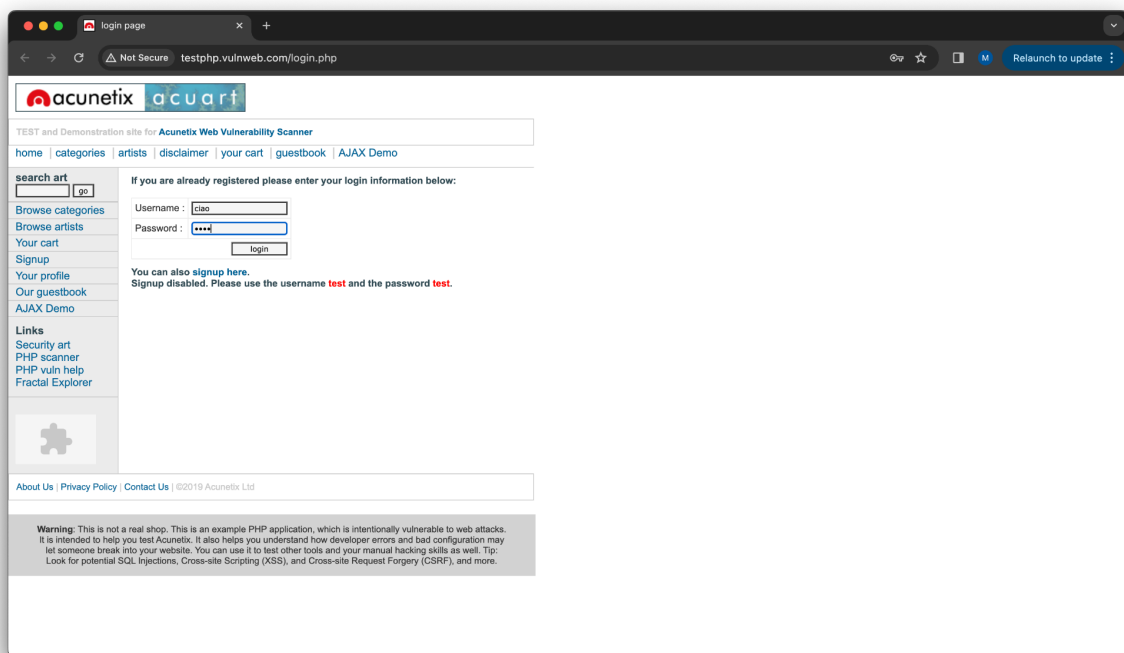 login page
Not Secure testphp.vulnweb.com/login.php
M
Relaunch to update
acunetix acuart
TEST and Demonstration site for Acunetix Web Vulnerability Scanner
home | categories | artists | disclaimer | your cart | guestbook | AJAX Demo
search art
go
Browse categories
Browse artists
Your cart
Signup
Your profile
Our guestbook
AJAX Demo
Links
Security art
PHP scanner
PHP vuln help
Fractal Explorer
If you are already registered please enter your login information below:
Username : ciao
Password : ••••
login
You can also signup here.
Signup disabled. Please use the username test and the password test.
About Us | Privacy Policy | Contact Us | ©2019 Acunetix Ltd
Warning: This is not a real shop. This is an example PHP application, which is intentionally vulnerable to web attacks.
It is intended to help you test Acunetix. It also helps you understand how developer errors and bad configuration may
let someone break into your website. You can use it to test other tools and your manual hacking skills as well. Tip:
Look for potential SQL Injections, Cross-site Scripting (XSS), and Cross-site Request Forgery (CSRF), and more.